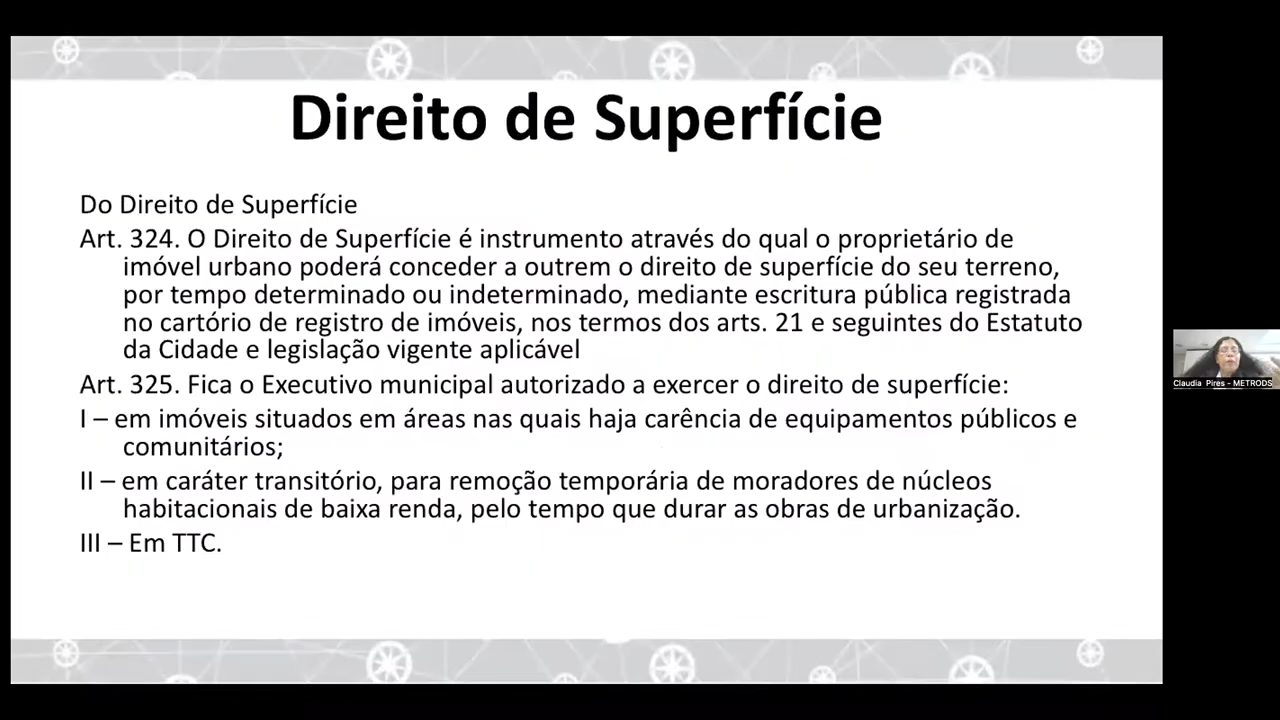 Direito de Superfície
Do Direito de Superfície
Art. 324. O Direito de Superfície é instrumento através do qual o proprietário de
imóvel urbano poderá conceder a outrem o direito de superfície do seu terreno,
por tempo determinado ou indeterminado, mediante escritura pública registrada
no cartório de registro de imóveis, nos termos dos arts. 21 e seguintes do Estatuto
da Cidade e legislação vigente aplicável
Art. 325. Fica o Executivo municipal autorizado a exercer o direito de superfície:
I – em imóveis situados em áreas nas quais haja carência de equipamentos públicos e
comunitários;
II – em caráter transitório, para remoção temporária de moradores de núcleos
habitacionais de baixa renda, pelo tempo que durar as obras de urbanização.
III – Em TTC.
Claudia Pires - METRODS